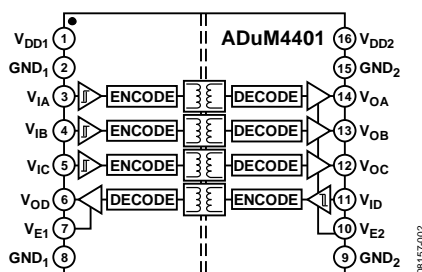 ADuM4401
VDD1 1 16 VDD2
GND1 2 15 GND2
VIA 3 ENCODE DECODE 14 VOA
VIB 4 ENCODE DECODE 13 VOB
VIC 5 ENCODE DECODE 12 VOC
VOD 6 DECODE ENCODE 11 VID
VE1 7 10 VE2
GND1 8 9 GND2
08157-002